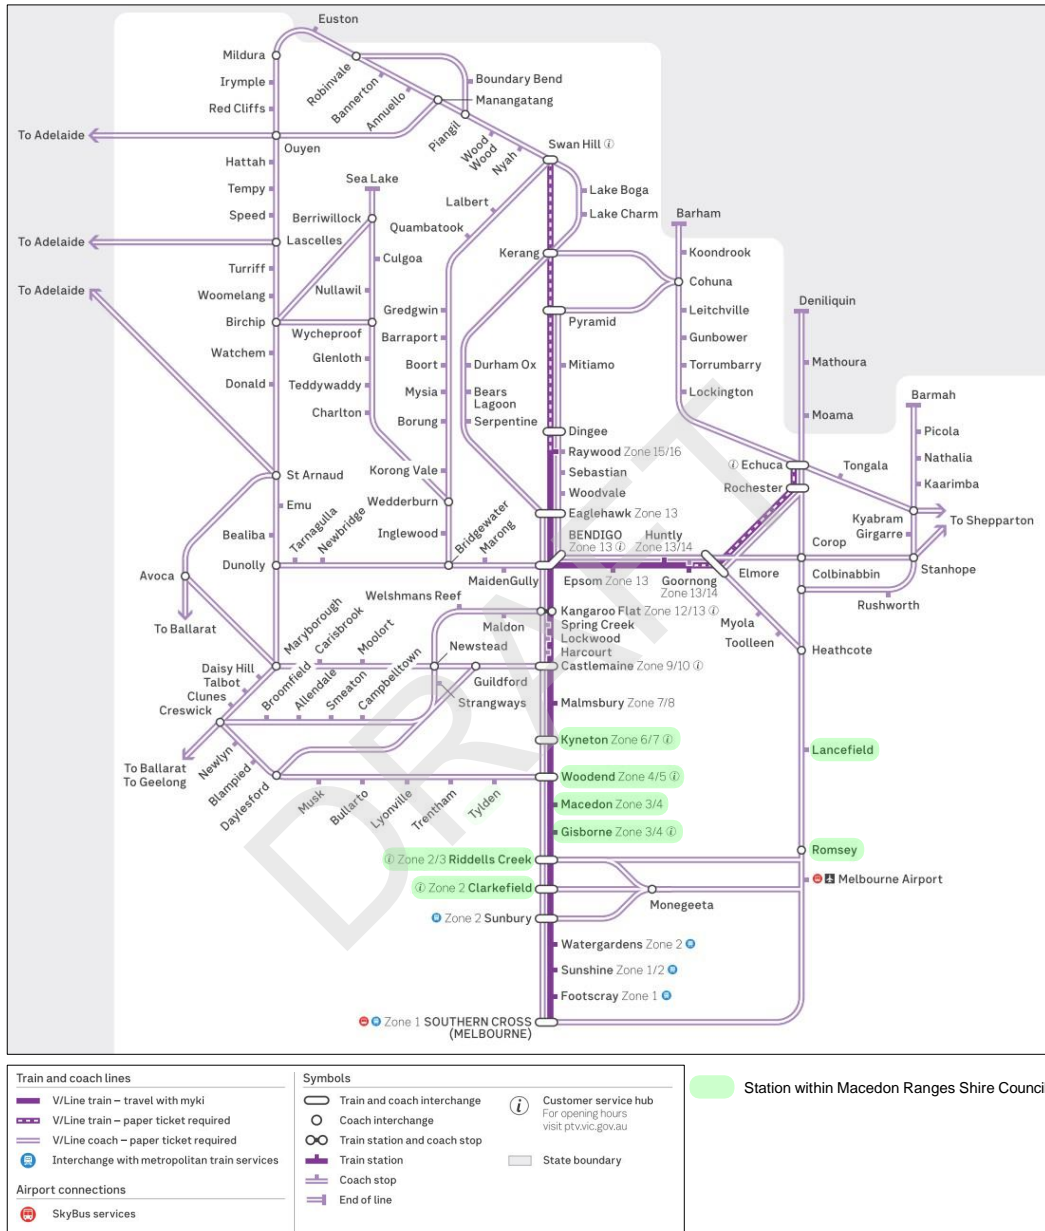 Euston
Mildura
Robinvale
Boundary Bend
Irymple
Bannerton
Manangatang
Red Cliffs
Annuello
To Adelaide
Ouyen
Piangil
Wood Wood
Nyah
Swan Hill i
Hattah
Tempy
Sea Lake
Lake Boga
Speed
Lalbert
Berriwillock
Lake Charm
Barham
Quambatook
To Adelaide
Lascelles
Kerang
Koondrook
Culgoa
Turriff
Cohuna
To Adelaide
Woomelang
Nullawil
Deniliquin
Gredgwin
Leitchville
Birchip
Pyramid
Wycheproof
Barraport
Gunbower
Watchem
Glenloth
Boort
Durham Ox
Mitiamo
Torrumbarry
Mathoura
Donald
Teddywaddy
Mysia
Bears
Lagoon
Lockington
Barmah
Charlton
Borung
Serpentine
Moama
Dingee
Picola
Raywood Zone 15/16
Nathalia
St Arnaud
Korong Vale
Sebastian
i Echuca
Tongala
Kaarimba
Rochester
Emu
Wedderburn
Woodvale
Eaglehawk Zone 13
Kyabram
Girgarre
To Shepparton
Bealiba
Tarnagulla
Newbridge
Inglewood
Bridgewater
Marong
BENDIGO
Zone 13 i
Huntly
Zone 13/14
Corop
Avoca
Dunolly
MaidenGully
Epsom Zone 13
Goornong
Zone 13/14
Elmore
Colbinabbin
Stanhope
Welshmans Reef
Rushworth
To Ballarat
Maldon
Kangaroo Flat Zone 12/13 i
Myola
Maryborough
Carisbrook
Moolort
Spring Creek
Toolleen
Newstead
Lockwood
Harcourt
Heathcote
Daisy Hill
Talbot
Clunes
Creswick
Broomfield
Allendale
Smeaton
Campbelltown
Guildford
Castlemaine Zone 9/10 i
Strangways
Malmsbury Zone 7/8
Kyneton Zone 6/7 i
Lancefield
To Ballarat
To Geelong
Newlyn
Blampied
Daylesford
Musk
Bullarto
Lyonville
Trentham
Tylden
Woodend Zone 4/5 i
Macedon Zone 3/4
Gisborne Zone 3/4 i
Romsey
i Zone 2/3 Riddells Creek
Melbourne Airport
i Zone 2 Clarkefield
Monegeeta
Zone 2 Sunbury
Watergardens Zone 2
Sunshine Zone 1/2
Footscray Zone 1
Zone 1 SOUTHERN CROSS
(MELBOURNE)
DRAFT
Train and coach lines
V/Line train – travel with myki
V/Line train – paper ticket required
V/Line coach – paper ticket required
Interchange with metropolitan train services
Airport connections
SkyBus services
Symbols
Train and coach interchange
Coach interchange
Train station and coach stop
Train station
Coach stop
End of line
i Customer service hub
For opening hours
visit ptv.vic.gov.au
State boundary
Station within Macedon Ranges Shire